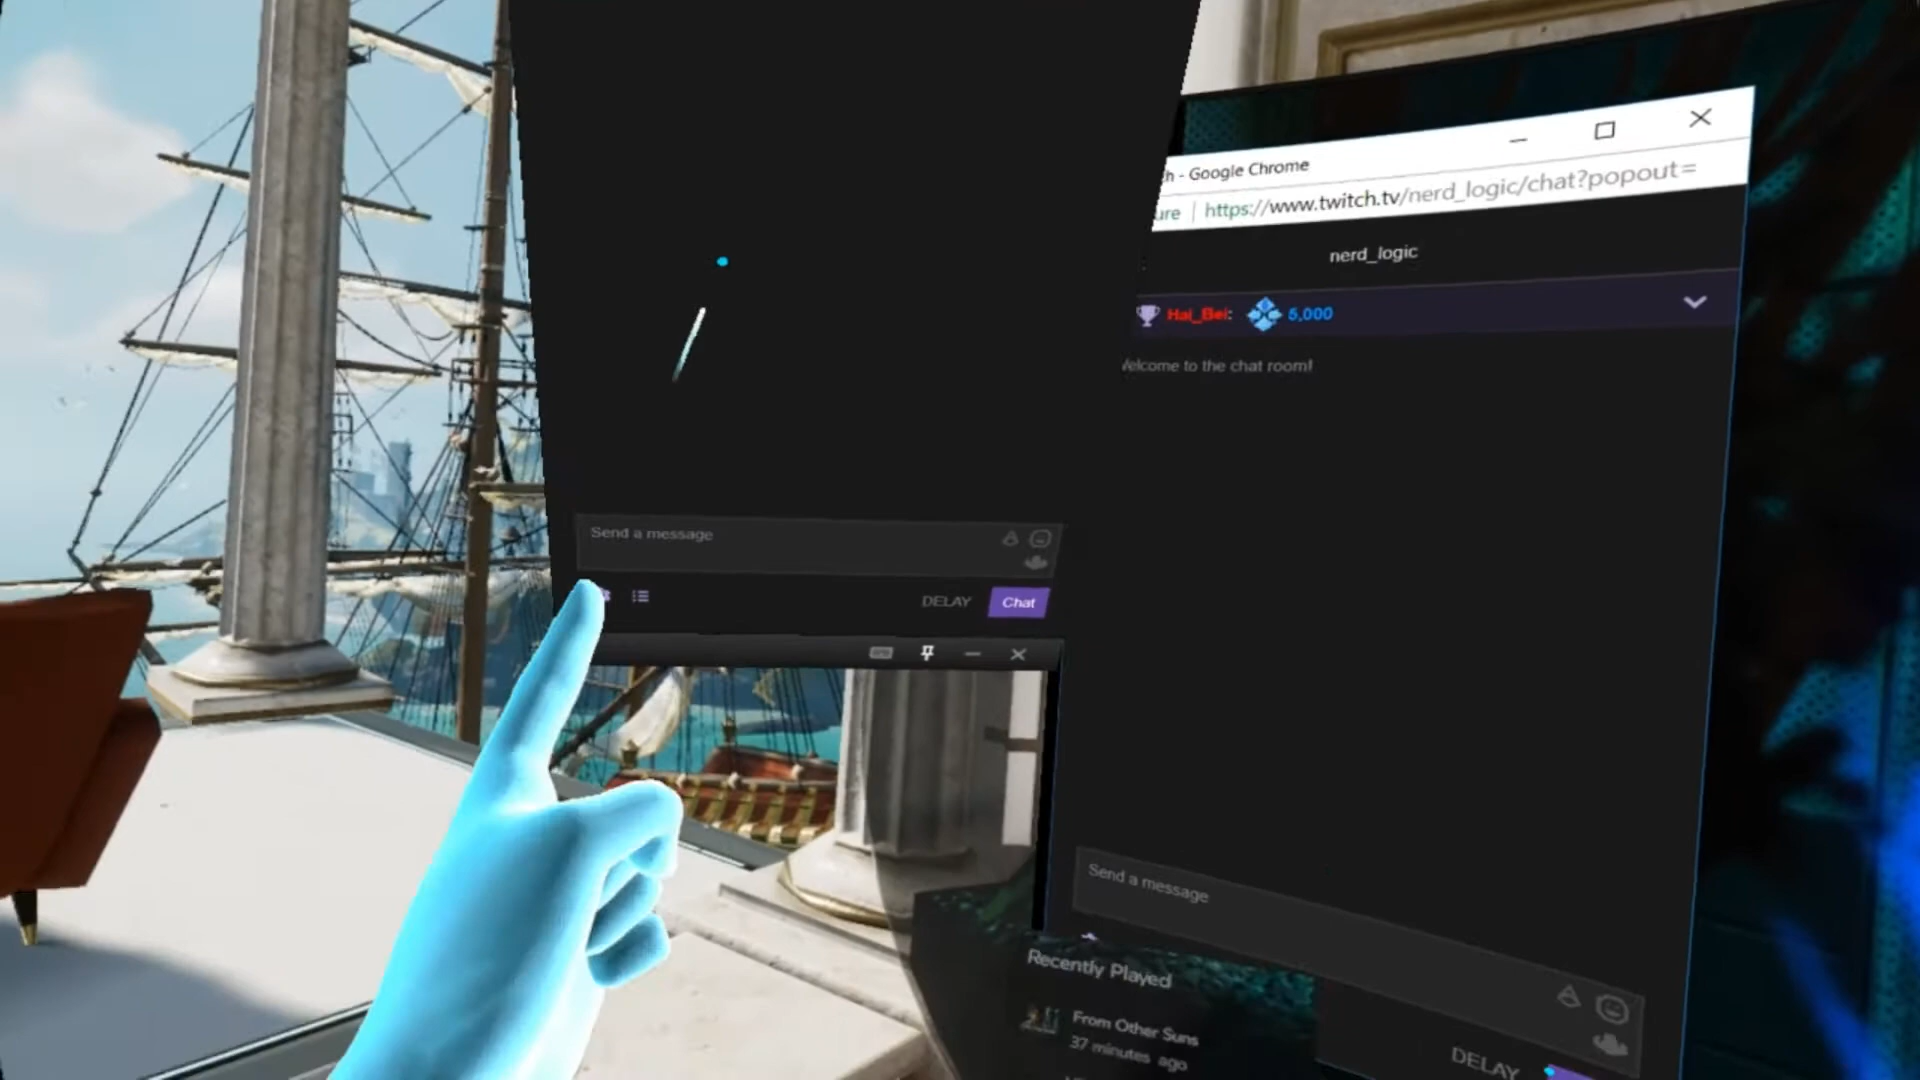 h - Google Chrome
ure | https://www.twitch.tv/nerd_logic/chat?popout=
nerd_logic
Hai_Bei: 5,000
Welcome to the chat room!
Send a message
DELAY
Chat
Send a message
DELAY
Recently Played
From Other Suns
37 minutes ago